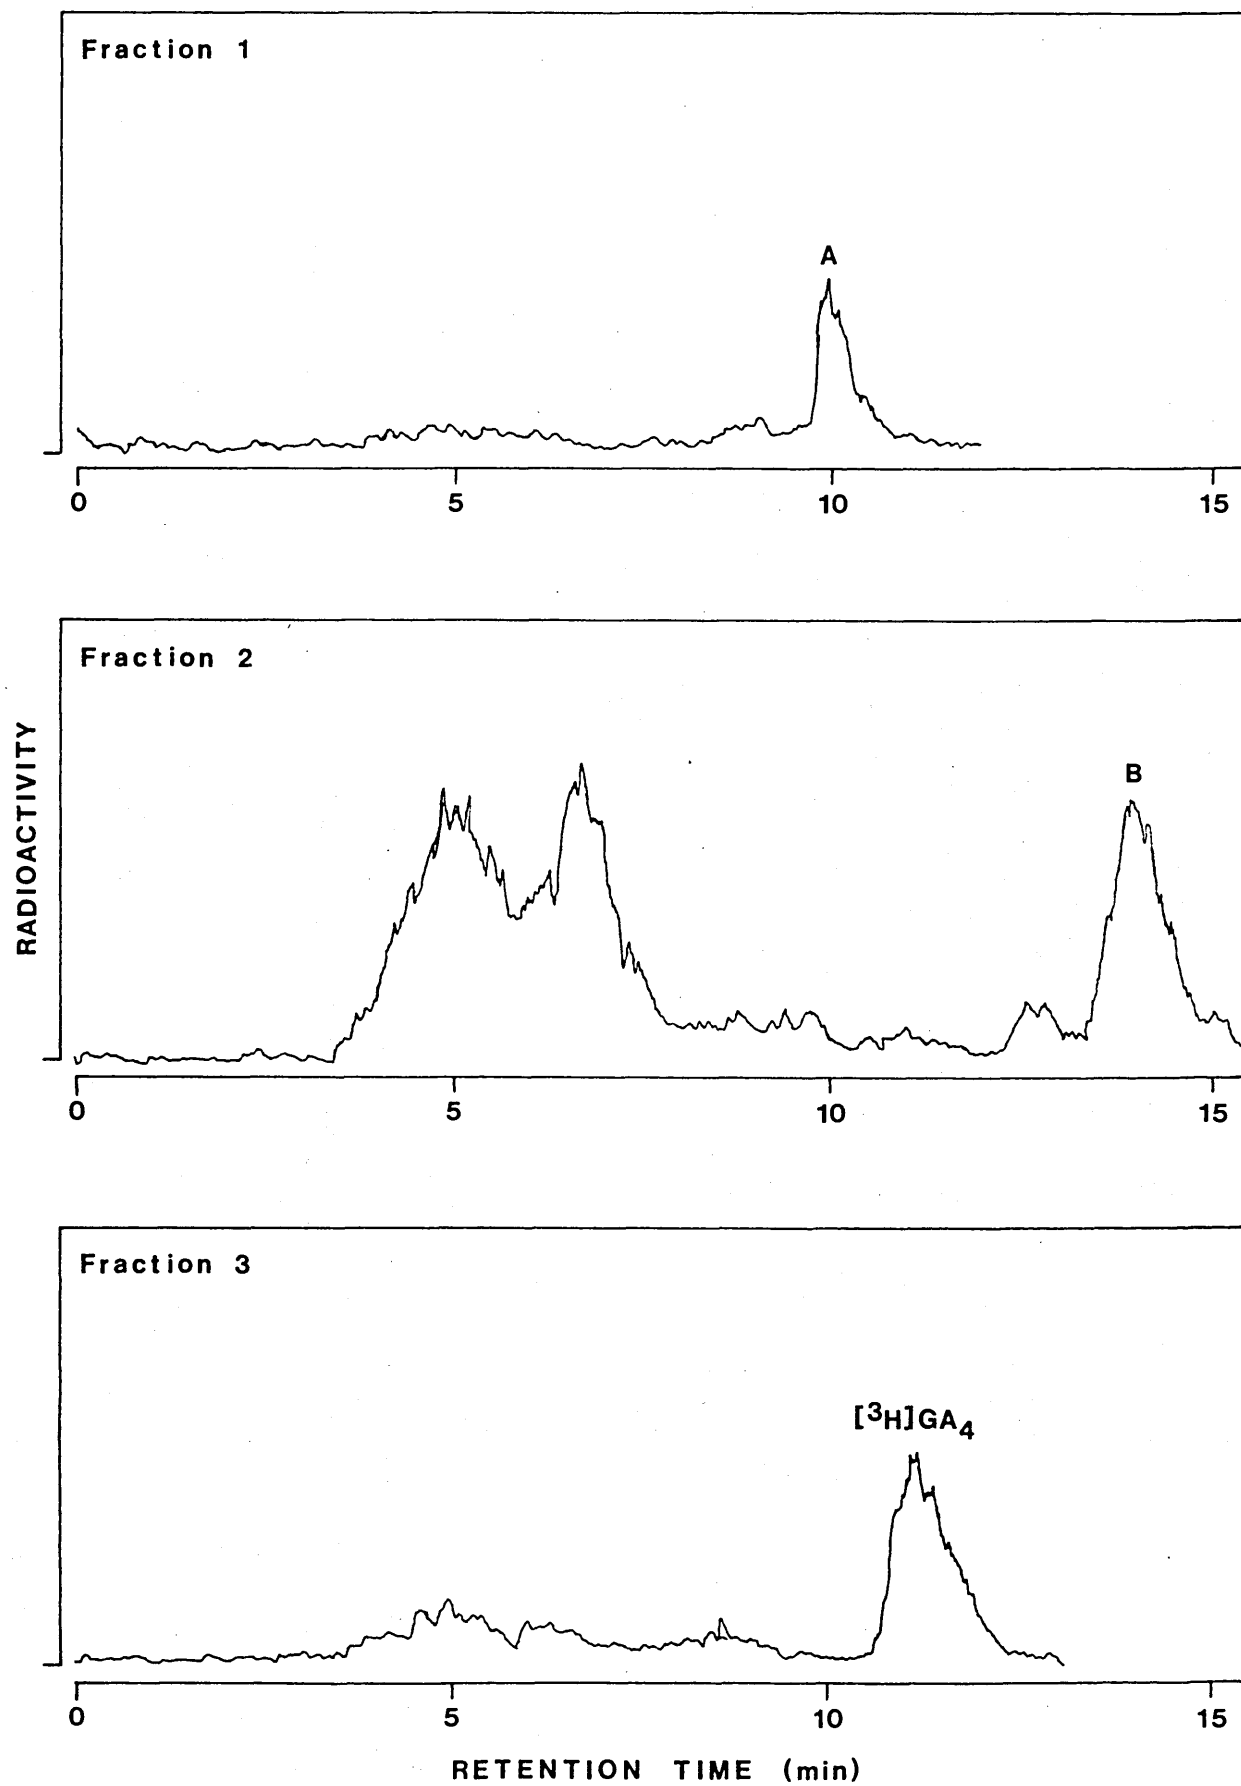 Fraction 1
A
0 5 10 15
Fraction 2
B
0 5 10 15
RADIOACTIVITY
Fraction 3
[³H]GA₄
0 5 10 15
RETENTION TIME (min)